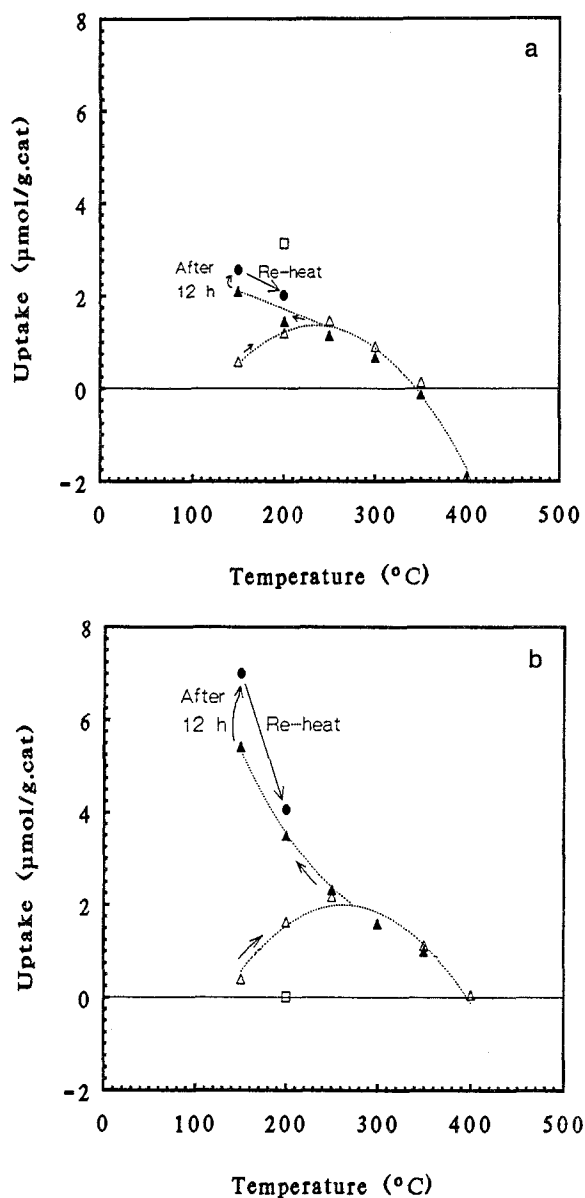 a
8
6
4
2
0
-2
Uptake (μmol/g.cat)
After
12 h
Re-heat
0 100 200 300 400 500
Temperature (°C)
b
8
6
4
2
0
-2
Uptake (μmol/g.cat)
After
12 h
Re-heat
0 100 200 300 400 500
Temperature (°C)